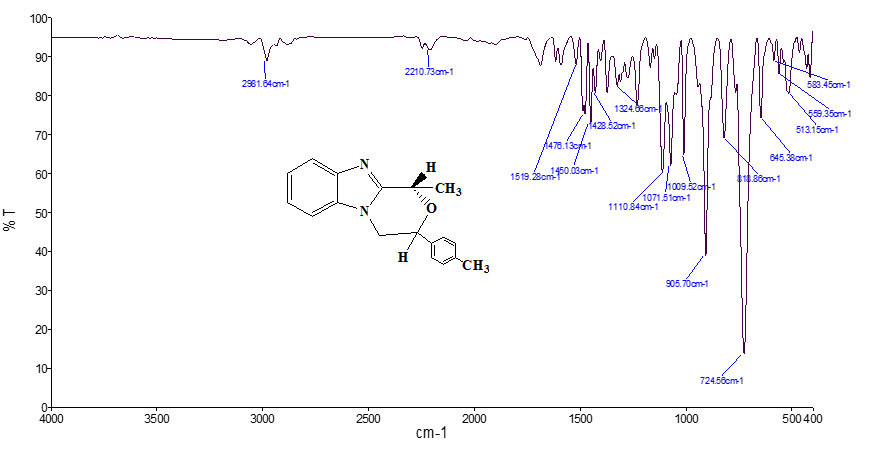 100
90
80
70
60
50
40
30
20
10
0
% T
4000
3500
3000
2500
2000
1500
1000
500
400
cm-1
2981.64cm-1
2210.73cm-1
1519.28cm-1
1476.13cm-1
1450.03cm-1
1428.52cm-1
1324.66cm-1
1110.84cm-1
1071.51cm-1
1009.52cm-1
905.70cm-1
818.86cm-1
724.56cm-1
645.38cm-1
583.45cm-1
559.35cm-1
513.15cm-1
N
H
CH3
O
N
H
CH3